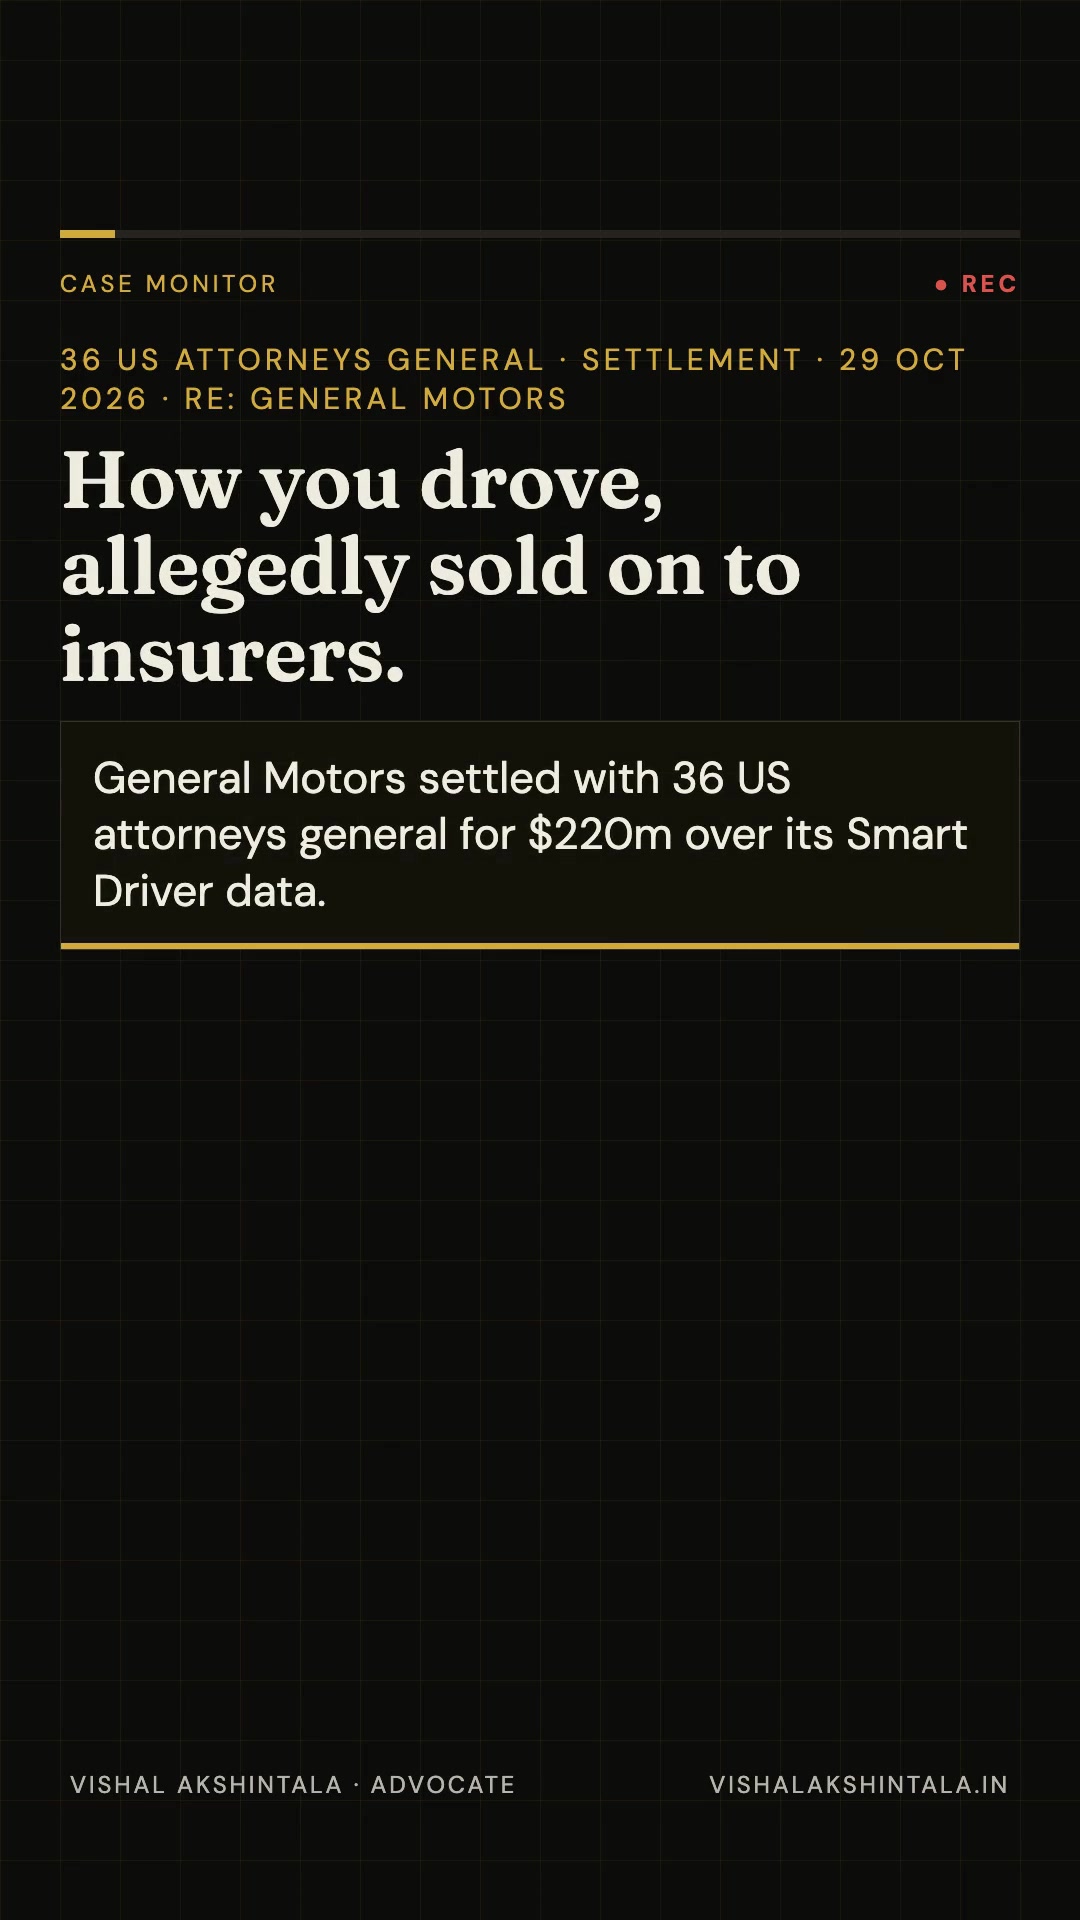 CASE MONITOR
● REC
36 US ATTORNEYS GENERAL · SETTLEMENT · 29 OCT
2026 · RE: GENERAL MOTORS
How you drove,
allegedly sold on to
insurers.
General Motors settled with 36 US
attorneys general for $220m over its Smart
Driver data.
VISHAL AKSHINTALA · ADVOCATE
VISHALAKSHINTALA.IN